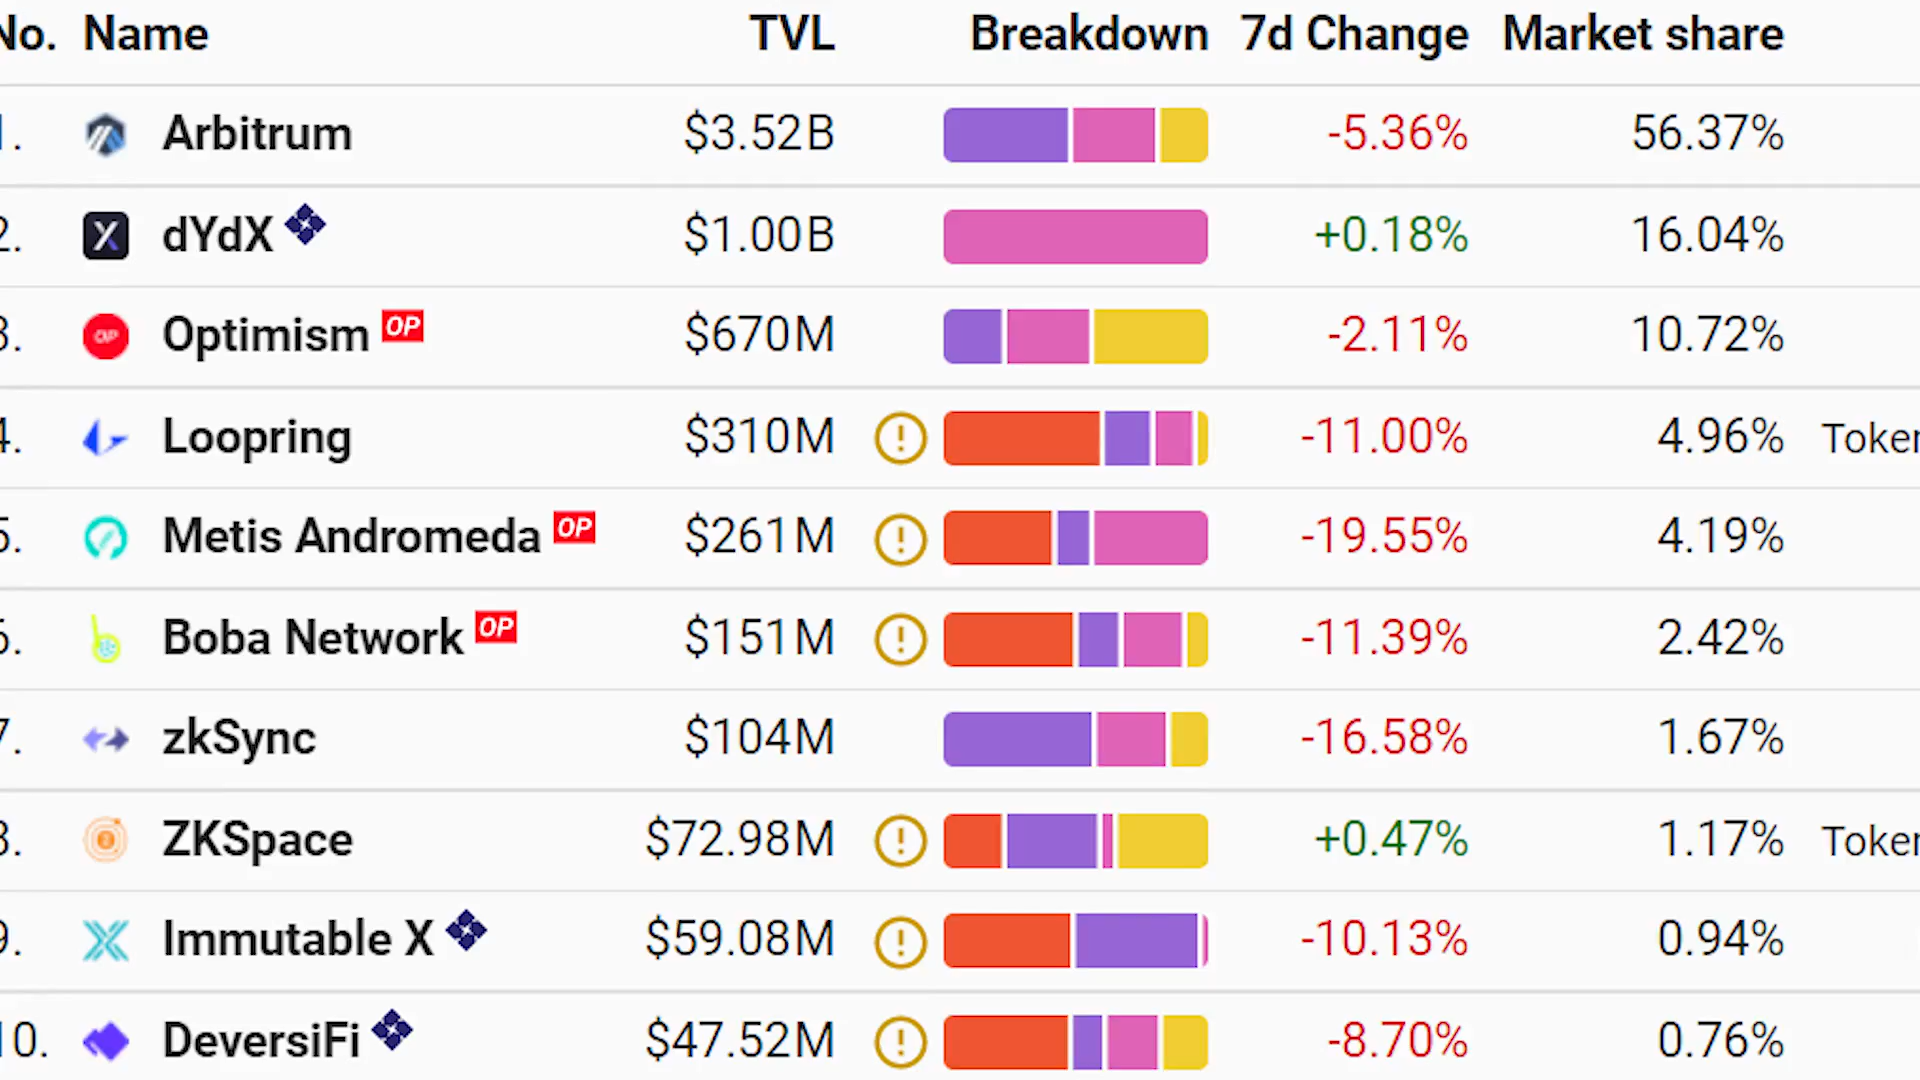 No. Name TVL Breakdown 7d Change Market share
1. Arbitrum $3.52B -5.36% 56.37%
2. dYdX $1.00B +0.18% 16.04%
3. OP Optimism OP $670M -2.11% 10.72%
4. Loopring $310M ! -11.00% 4.96% Token
5. Metis Andromeda OP $261M ! -19.55% 4.19%
6. Boba Network OP $151M ! -11.39% 2.42%
7. zkSync $104M -16.58% 1.67%
8. ZKSpace $72.98M ! +0.47% 1.17% Token
9. Immutable X $59.08M ! -10.13% 0.94%
10. DeversiFi $47.52M ! -8.70% 0.76%